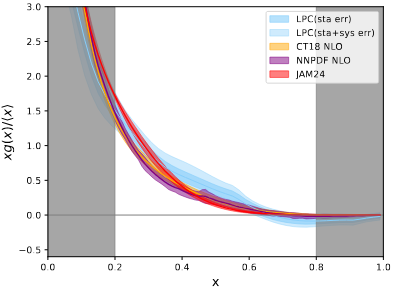 3.0
2.5
2.0
1.5
1.0
0.5
0.0
−0.5
xg(x)/⟨x⟩
LPC(sta err)
LPC(sta+sys err)
CT18 NLO
NNPDF NLO
JAM24
0.0 0.2 0.4 0.6 0.8 1.0
x